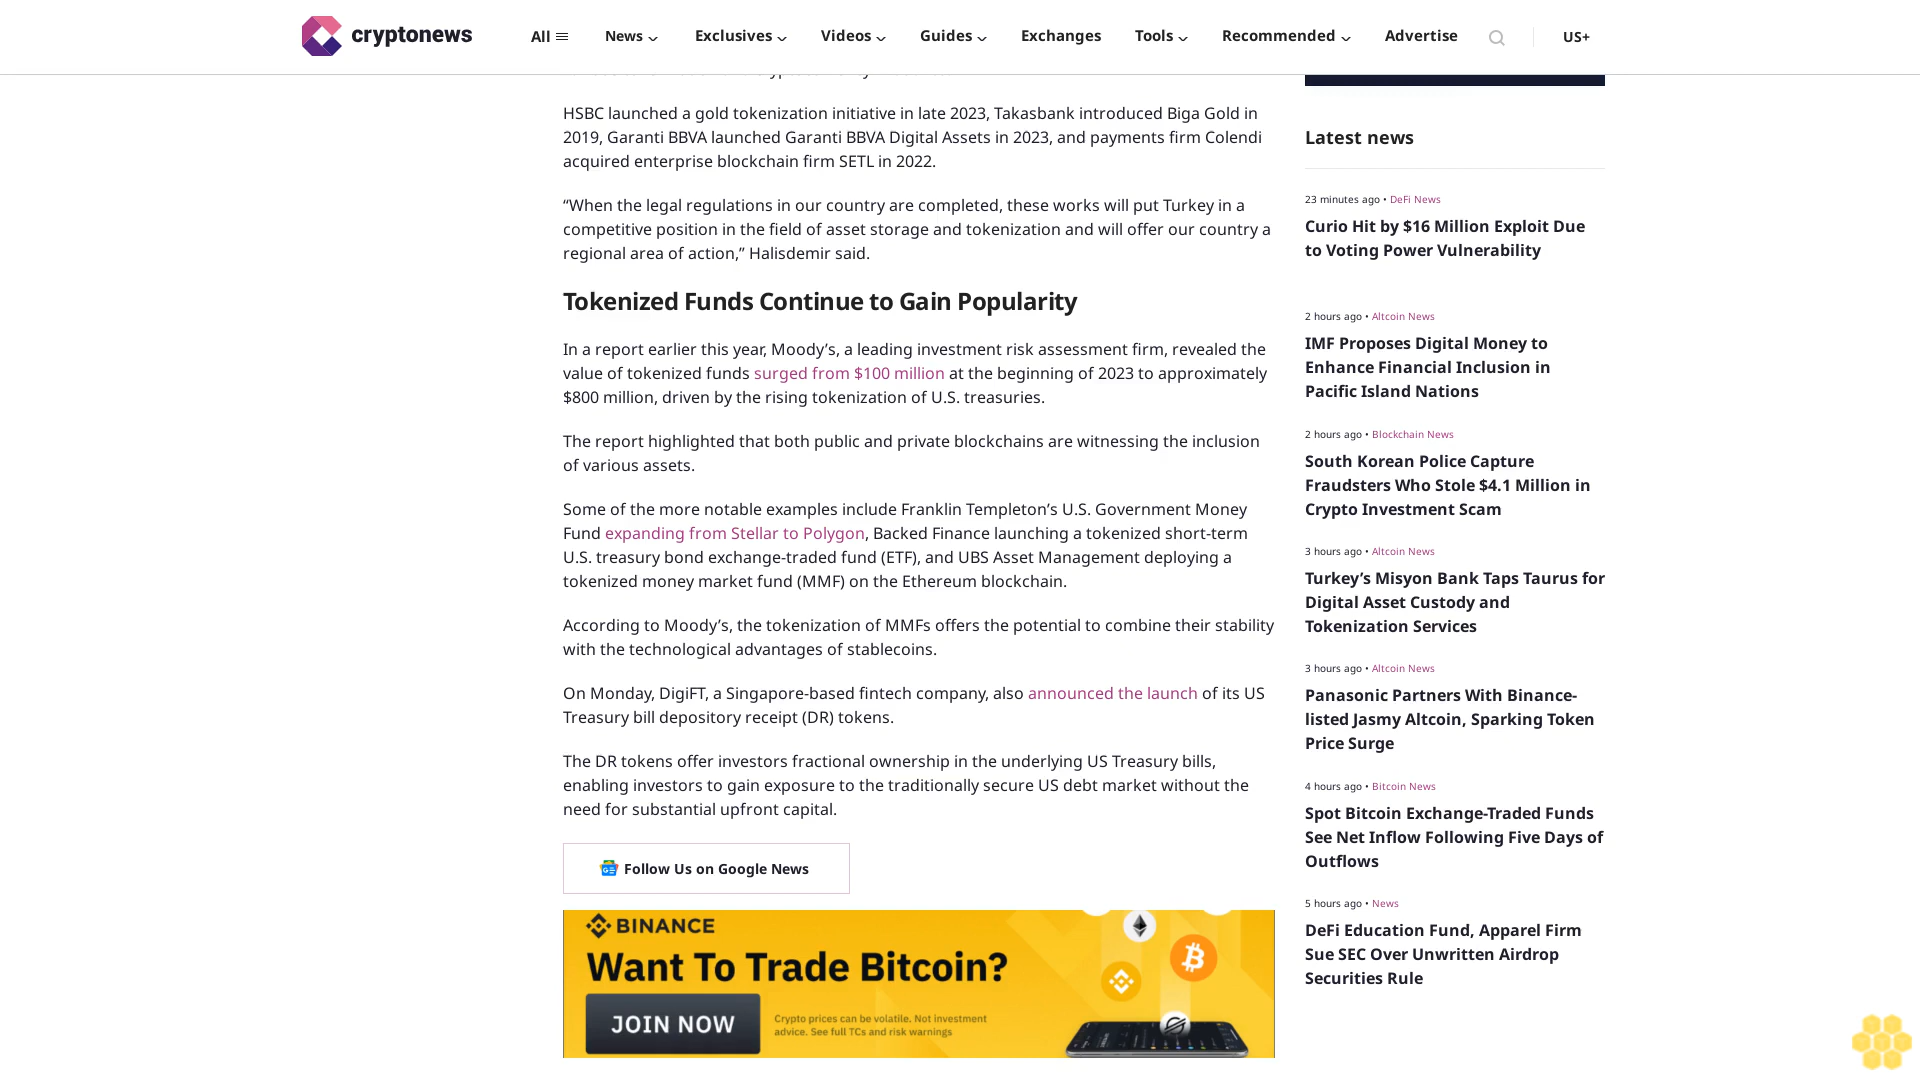 cryptonews
All
News
Exclusives
Videos
Guides
Exchanges
Tools
Recommended
Advertise
US+
HSBC launched a gold tokenization initiative in late 2023, Takasbank introduced Biga Gold in
2019, Garanti BBVA launched Garanti BBVA Digital Assets in 2023, and payments firm Colendi
acquired enterprise blockchain firm SETL in 2022.
“When the legal regulations in our country are completed, these works will put Turkey in a
competitive position in the field of asset storage and tokenization and will offer our country a
regional area of action,” Halisdemir said.
Tokenized Funds Continue to Gain Popularity
In a report earlier this year, Moody’s, a leading investment risk assessment firm, revealed the
value of tokenized funds surged from $100 million at the beginning of 2023 to approximately
$800 million, driven by the rising tokenization of U.S. treasuries.
The report highlighted that both public and private blockchains are witnessing the inclusion
of various assets.
Some of the more notable examples include Franklin Templeton’s U.S. Government Money
Fund expanding from Stellar to Polygon, Backed Finance launching a tokenized short-term
U.S. treasury bond exchange-traded fund (ETF), and UBS Asset Management deploying a
tokenized money market fund (MMF) on the Ethereum blockchain.
According to Moody’s, the tokenization of MMFs offers the potential to combine their stability
with the technological advantages of stablecoins.
On Monday, DigiFT, a Singapore-based fintech company, also announced the launch of its US
Treasury bill depository receipt (DR) tokens.
The DR tokens offer investors fractional ownership in the underlying US Treasury bills,
enabling investors to gain exposure to the traditionally secure US debt market without the
need for substantial upfront capital.
Follow Us on Google News
BINANCE
Want To Trade Bitcoin?
JOIN NOW
Crypto prices can be volatile. Not investment
advice. See full TCs and risk warnings
Latest news
23 minutes ago • DeFi News
Curio Hit by $16 Million Exploit Due
to Voting Power Vulnerability
2 hours ago • Altcoin News
IMF Proposes Digital Money to
Enhance Financial Inclusion in
Pacific Island Nations
2 hours ago • Blockchain News
South Korean Police Capture
Fraudsters Who Stole $4.1 Million in
Crypto Investment Scam
3 hours ago • Altcoin News
Turkey’s Misyon Bank Taps Taurus for
Digital Asset Custody and
Tokenization Services
3 hours ago • Altcoin News
Panasonic Partners With Binance-
listed Jasmy Altcoin, Sparking Token
Price Surge
4 hours ago • Bitcoin News
Spot Bitcoin Exchange-Traded Funds
See Net Inflow Following Five Days of
Outflows
5 hours ago • News
DeFi Education Fund, Apparel Firm
Sue SEC Over Unwritten Airdrop
Securities Rule